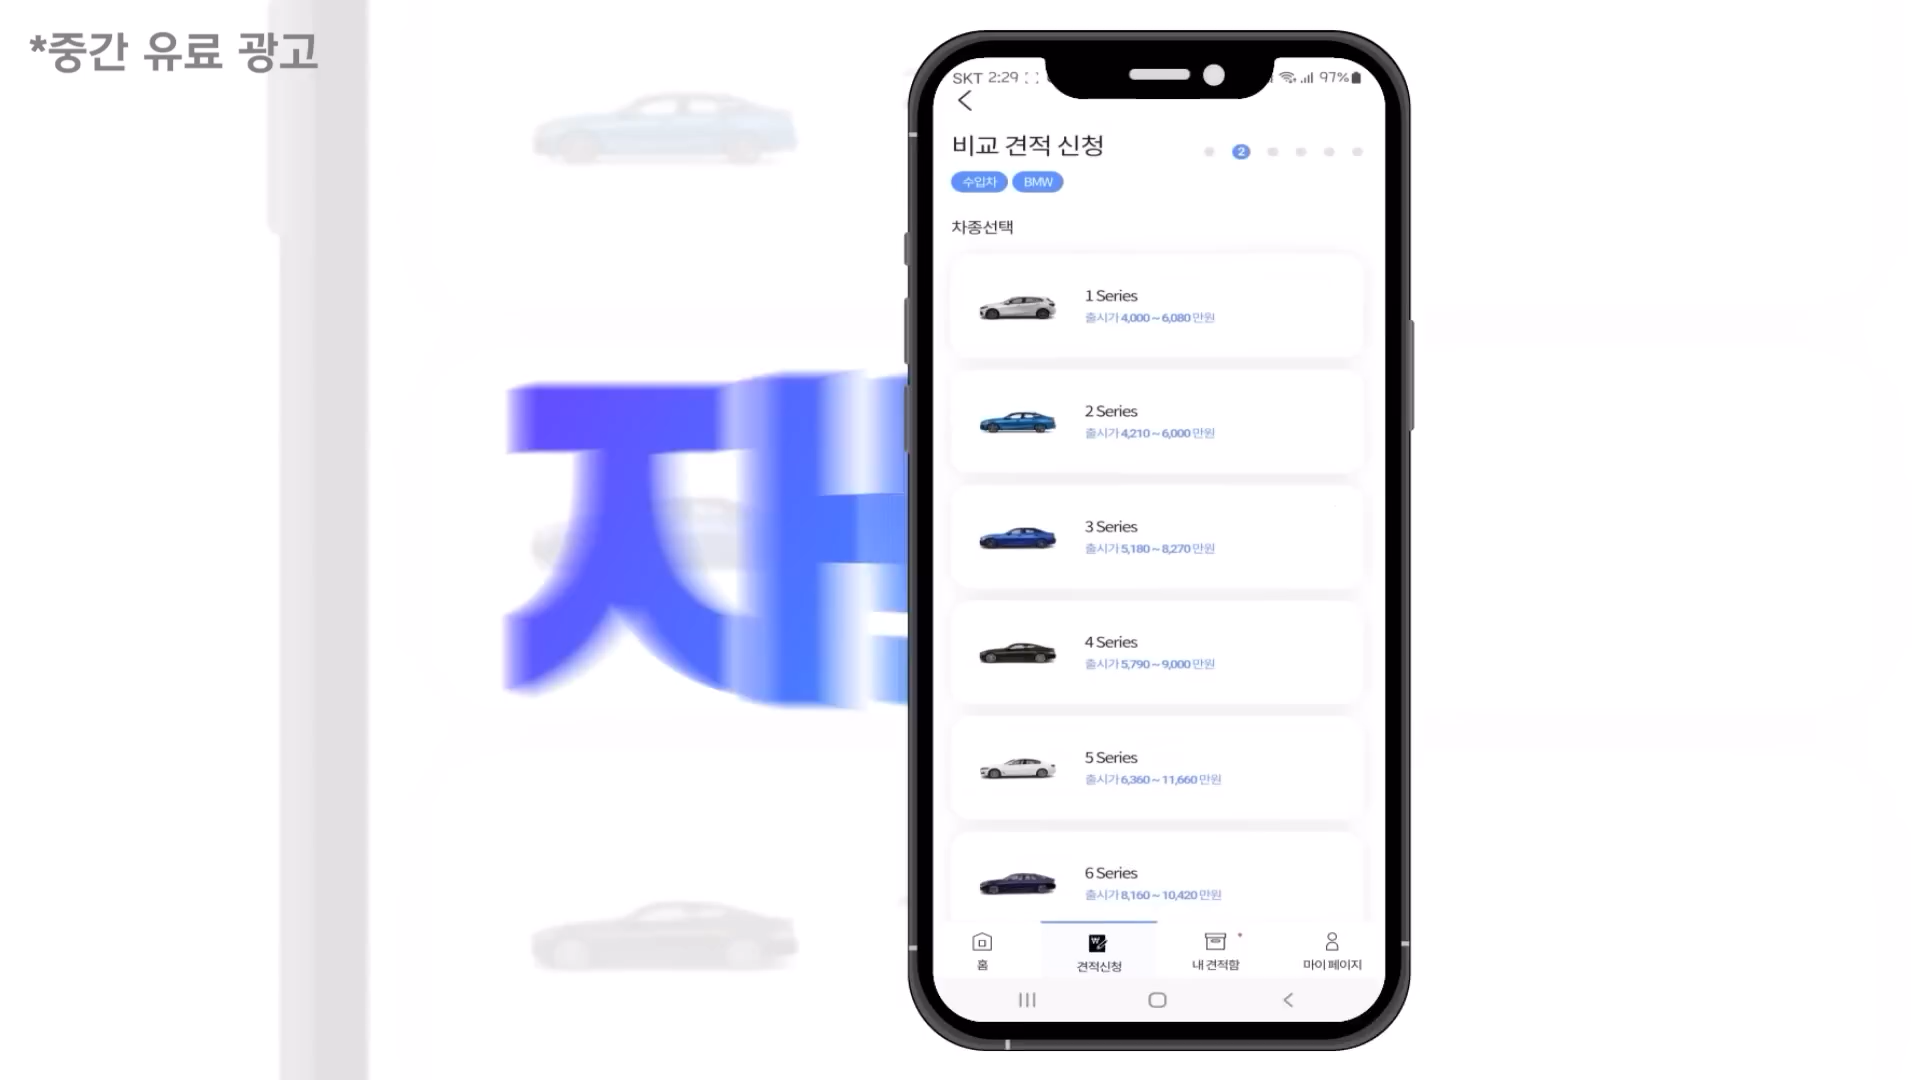 *중간 유료 광고
SKT 2:29
97%
비교 견적 신청
2
수입차 BMW
차종선택
1 Series
출시가 4,000 ~ 6,080 만원
2 Series
출시가 4,210 ~ 6,000 만원
3 Series
출시가 5,180 ~ 8,270 만원
4 Series
출시가 5,790 ~ 9,000 만원
5 Series
출시가 6,360 ~ 11,660 만원
6 Series
출시가 8,160 ~ 10,420 만원
홈
견적신청
내 견적함
마이 페이지